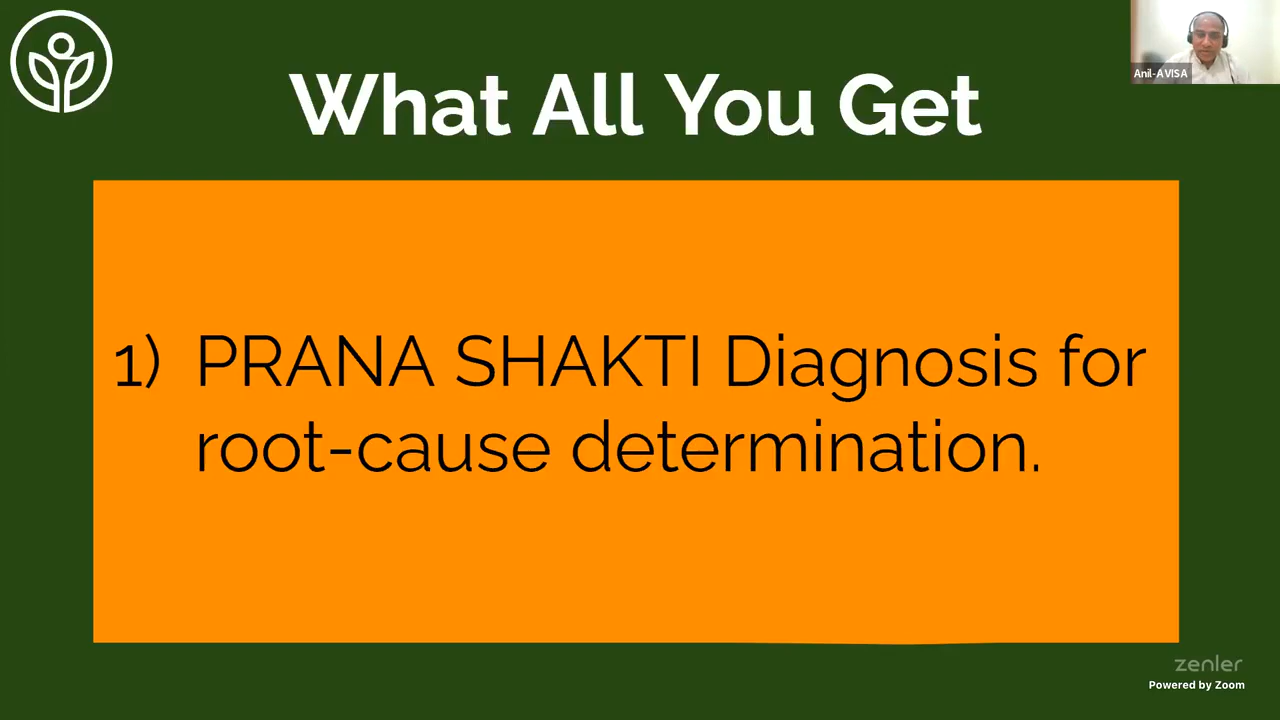 What All You Get
Anil-AVISA
1) PRANA SHAKTI Diagnosis for
root-cause determination.
zenler
Powered by Zoom